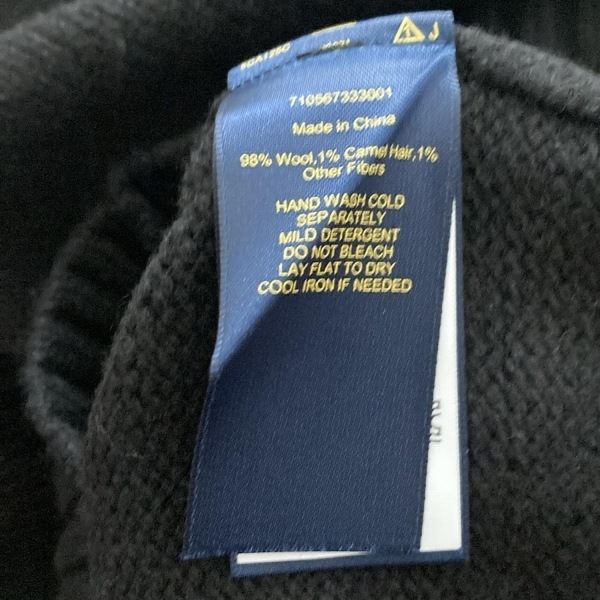 J
710567333001
Made in China
98% Wool,1% Camel Hair,1%
Other Fibers
HAND WASH COLD
SEPARATELY
MILD DETERGENT
DO NOT BLEACH
LAY FLAT TO DRY
COOL IRON IF NEEDED